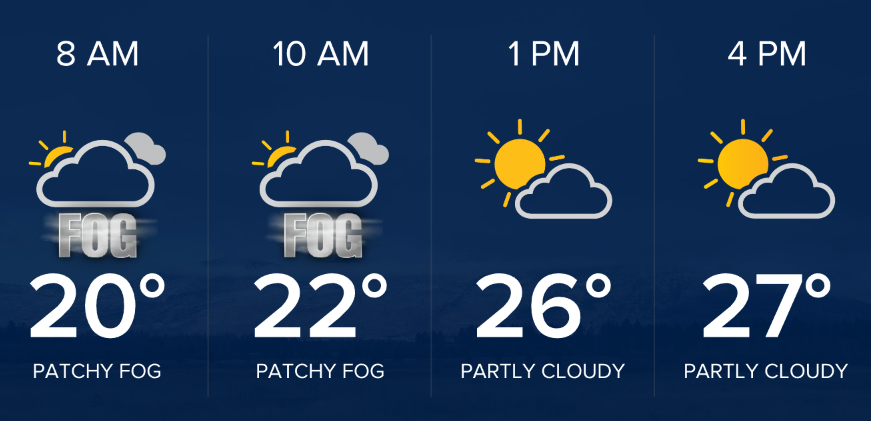 8 AM
10 AM
1 PM
4 PM
FOG
FOG
20°
22°
26°
27°
PATCHY FOG
PATCHY FOG
PARTLY CLOUDY
PARTLY CLOUDY